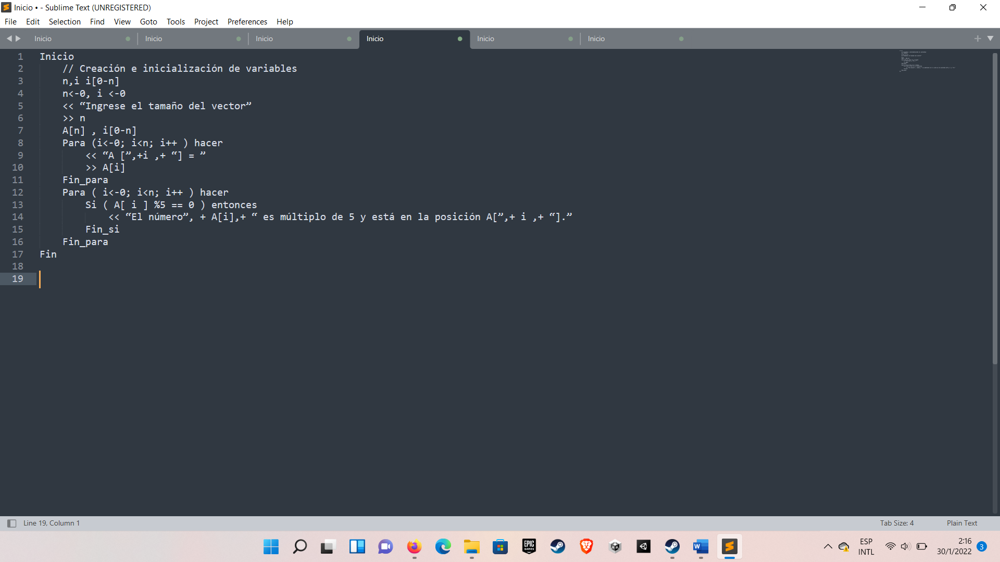 Inicio • - Sublime Text (UNREGISTERED)
File Edit Selection Find View Goto Tools Project Preferences Help
Inicio Inicio Inicio Inicio Inicio Inicio
1 Inicio
2 // Creación e inicialización de variables
3 n,i i[0-n]
4 n<-0, i <-0
5 << “Ingrese el tamaño del vector”
6 >> n
7 A[n] , i[0-n]
8 Para (i<-0; i<n; i++ ) hacer
9 << “A [”,+i ,+ “] = ”
10 >> A[i]
11 Fin_para
12 Para ( i<-0; i<n; i++ ) hacer
13 Si ( A[ i ] %5 == 0 ) entonces
14 << “El número”, + A[i],+ “ es múltiplo de 5 y está en la posición A[”,+ i ,+ “].”
15 Fin_si
16 Fin_para
17 Fin
18
19
Line 19, Column 1 Tab Size: 4 Plain Text
EPIC GAMES
W
ESP
INTL
2:16
30/1/2022
3